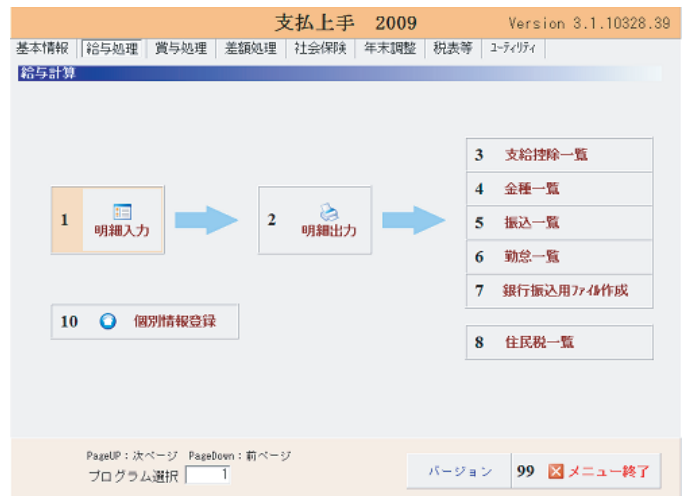 支払上手 2009 Version 3.1.10328.39
基本情報 給与処理 賞与処理 差額処理 社会保険 年末調整 税表等 ﾕｰﾃｨﾘﾃｨ
給与計算
1 明細入力
2 明細出力
3 支給控除一覧
4 金種一覧
5 振込一覧
6 勤怠一覧
7 銀行振込用ﾌｧｲﾙ作成
10 個別情報登録
8 住民税一覧
PageUP：次ページ PageDown：前ページ
プログラム選択 1
バージョン 99 メニュー終了